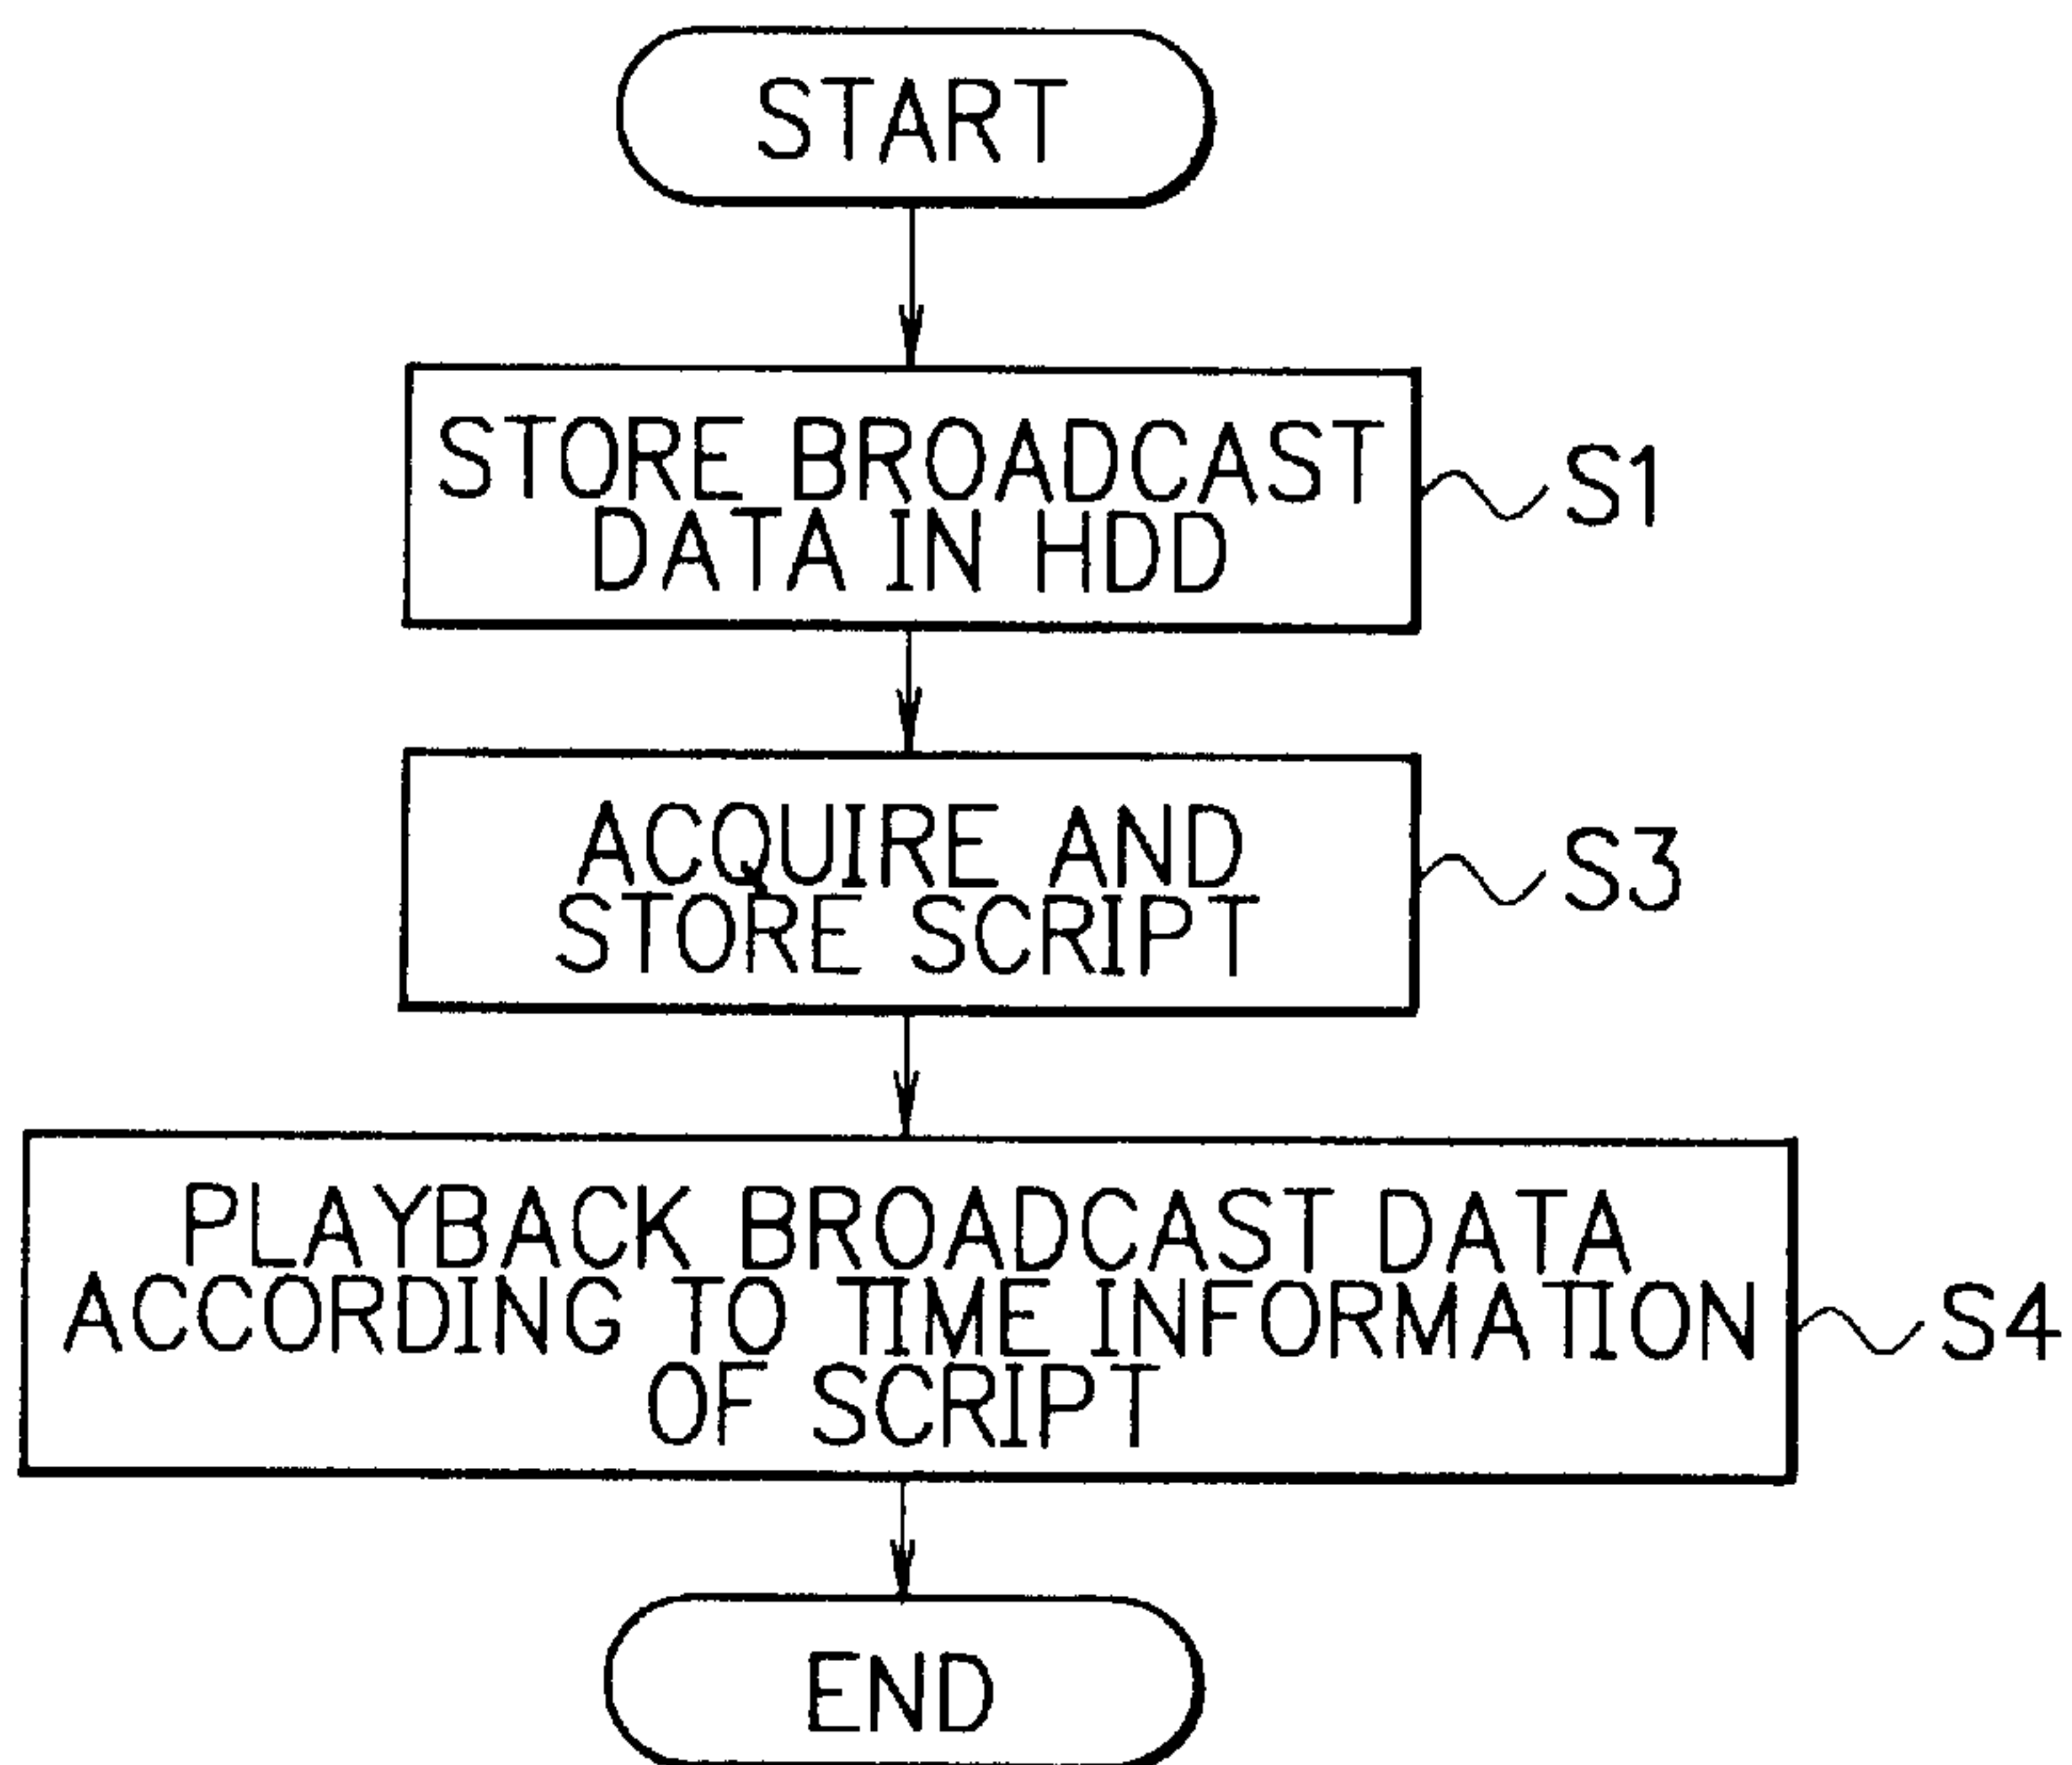 START
STORE BROADCAST
DATA IN HDD
S1
ACQUIRE AND
STORE SCRIPT
S3
PLAYBACK BROADCAST DATA
ACCORDING TO TIME INFORMATION
OF SCRIPT
S4
END